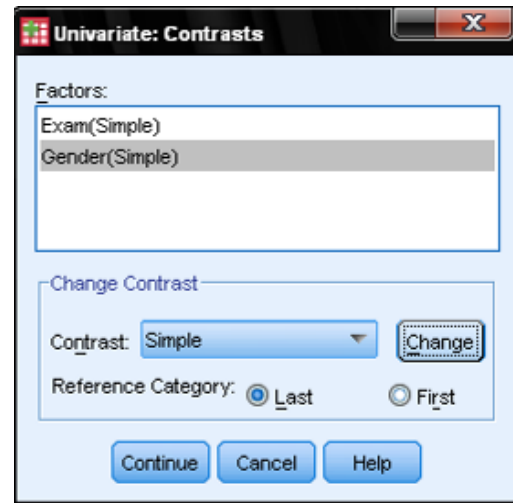 Univariate: Contrasts
Factors:
Exam(Simple)
Gender(Simple)
Change Contrast
Contrast: Simple Change
Reference Category: Last First
Continue Cancel Help